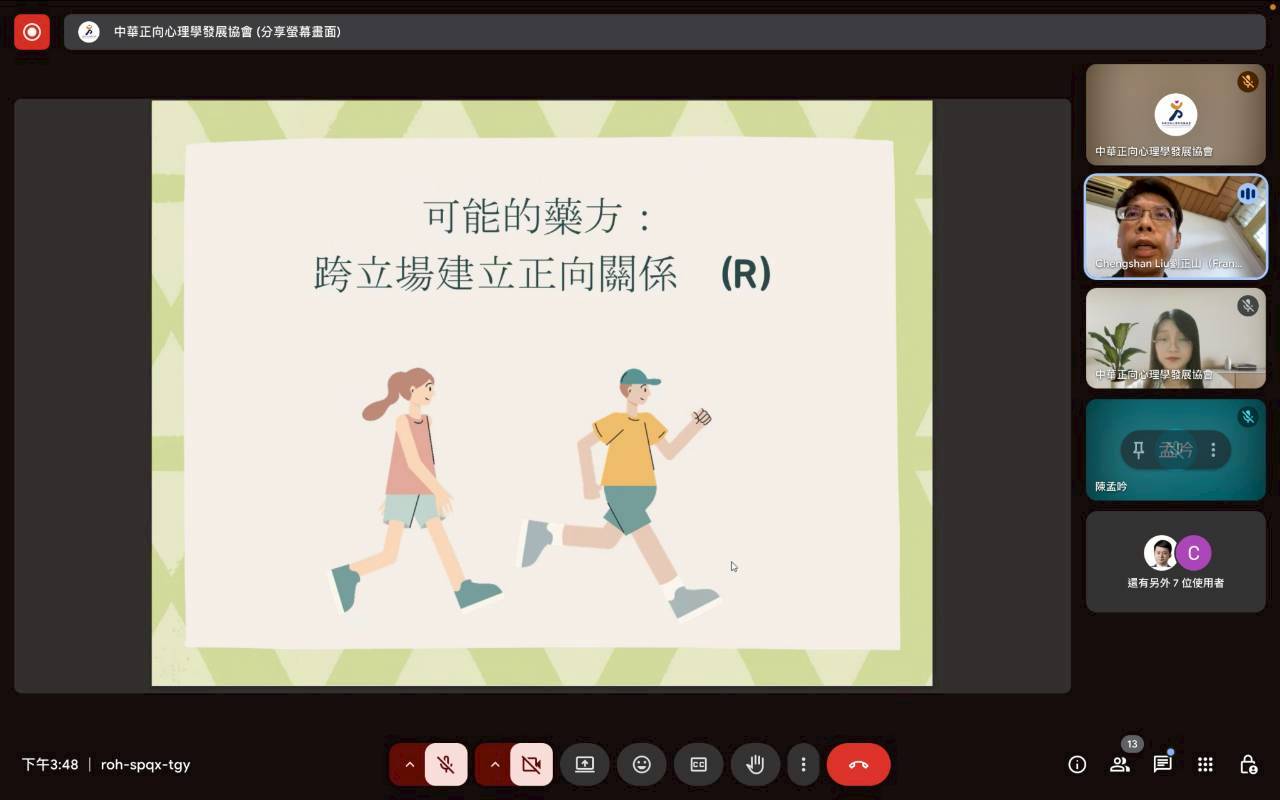 中華正向心理學發展協會 (分享螢幕畫面)
可能的藥方：
跨立場建立正向關係 (R)
中華正向心理學發展協會
Chengshan Liu劉正山（Fran...
中華正向心理學發展協會
孟吟
陳孟吟
C
還有另外 7 位使用者
下午3:48 | roh-spqx-tgy
CC
13